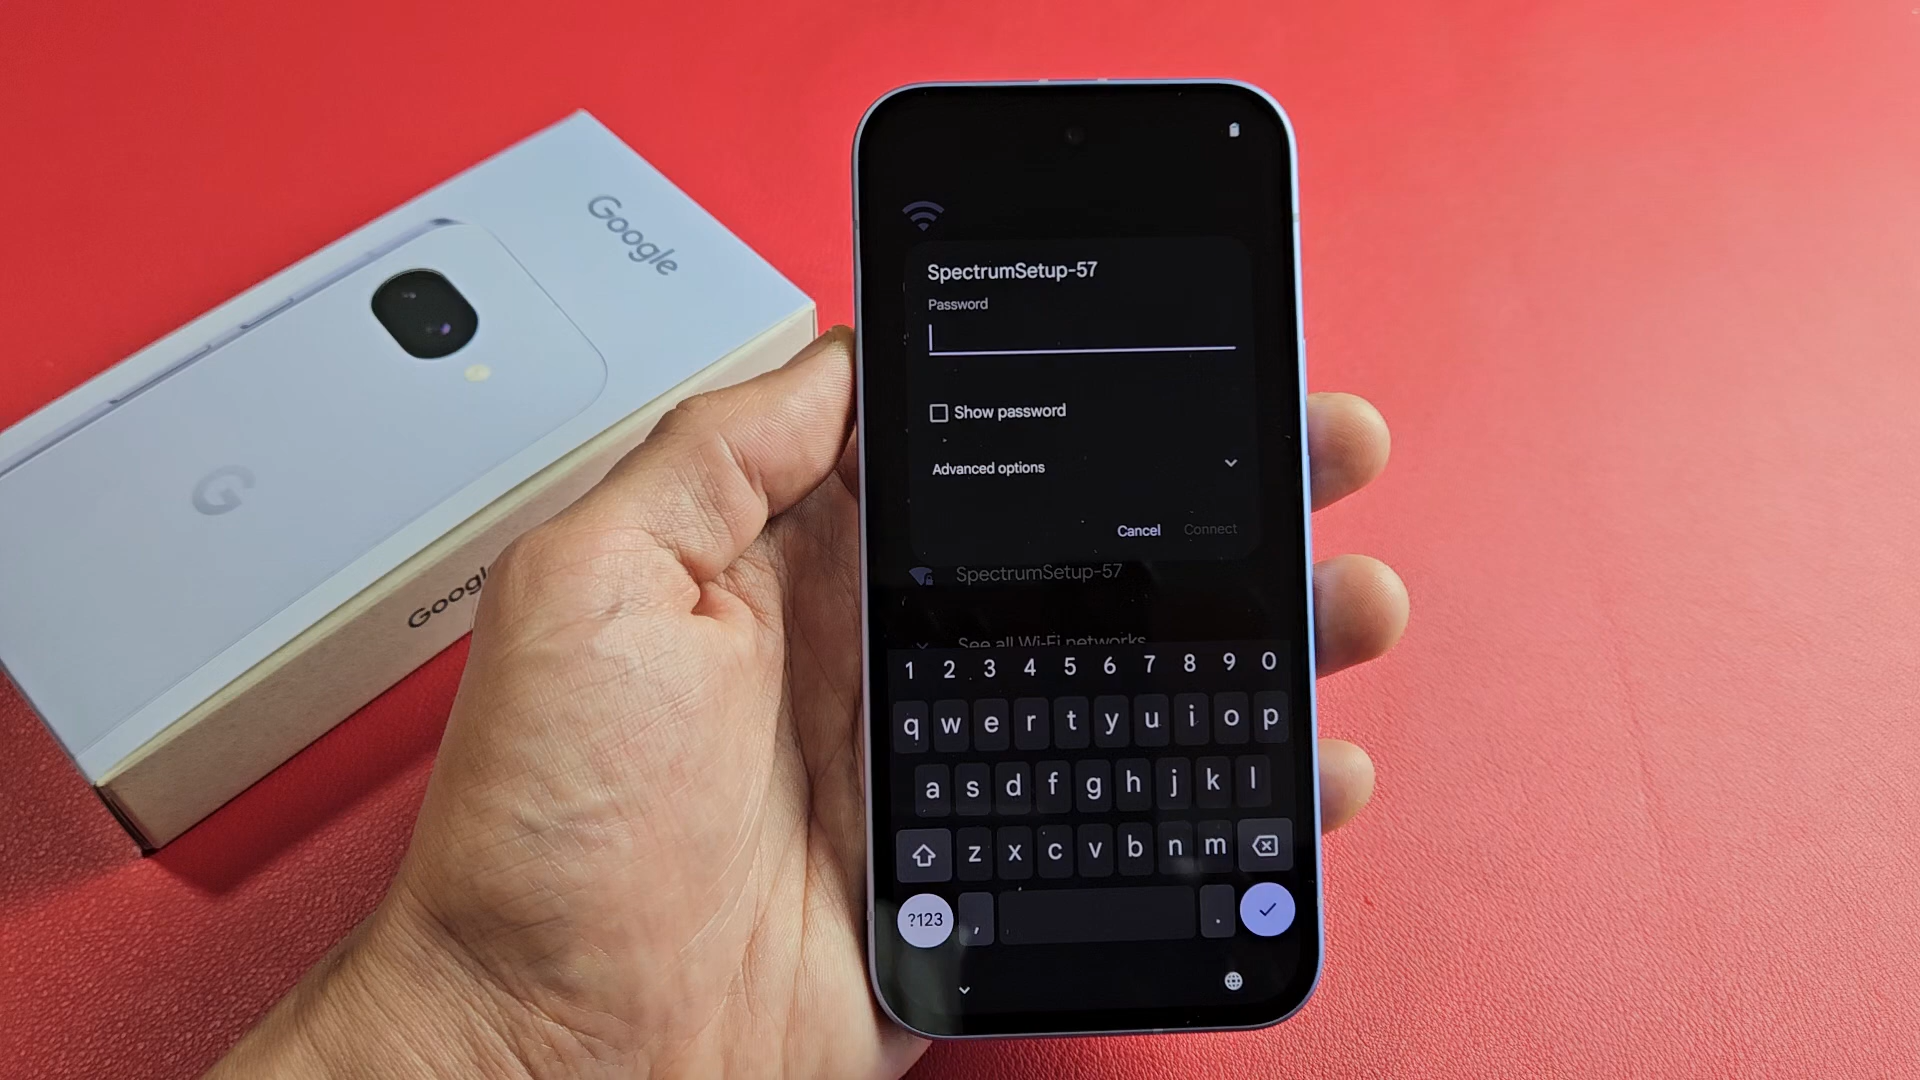 Google
G
Google
SpectrumSetup-57
Password
Show password
Advanced options
Cancel Connect
SpectrumSetup-57
See all Wi-Fi networks
1 2 3 4 5 6 7 8 9 0
q w e r t y u i o p
a s d f g h j k l
z x c v b n m
?123 , .